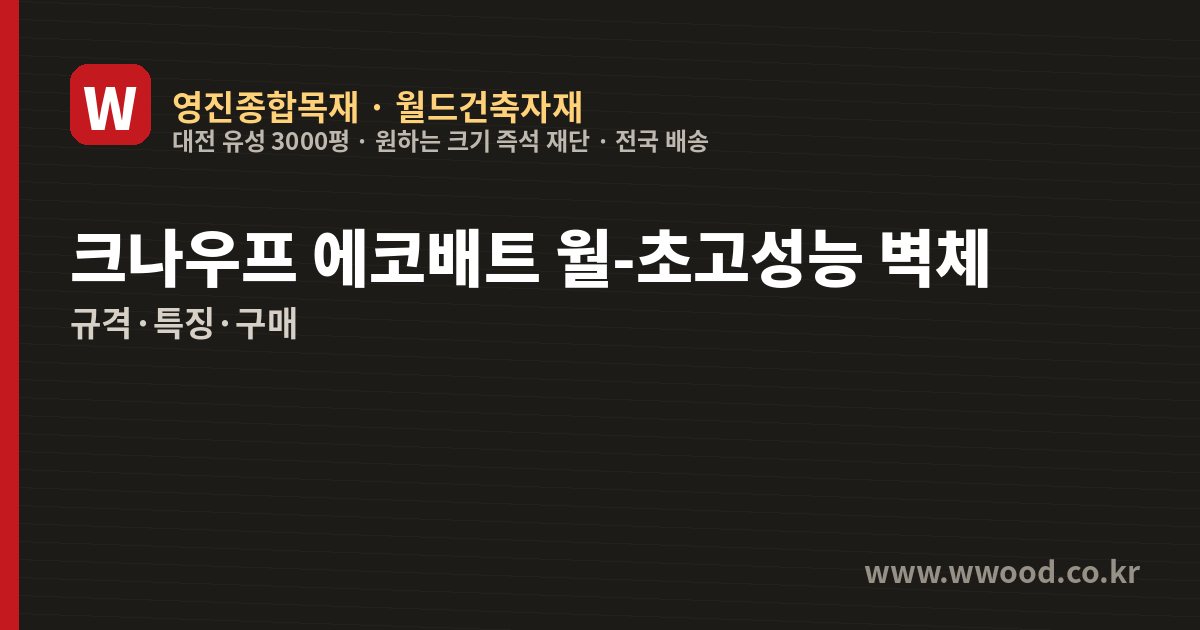 W
영진종합목재 · 월드건축자재
대전 유성 3000평 · 원하는 크기 즉석 재단 · 전국 배송
크나우프 에코배트 월-초고성능 벽체
규격·특징·구매
www.wwood.co.kr